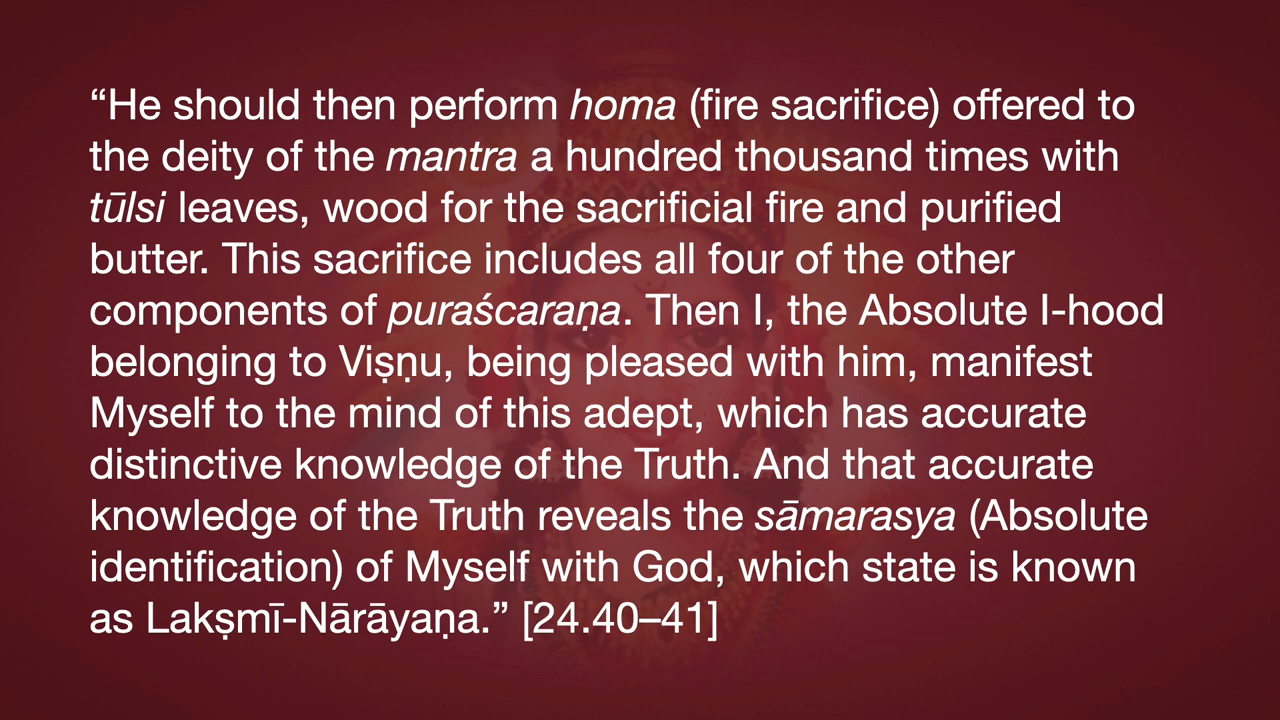 “He should then perform homa (fire sacrifice) offered to
the deity of the mantra a hundred thousand times with
tūlsi leaves, wood for the sacrificial fire and purified
butter. This sacrifice includes all four of the other
components of puraścaraṇa. Then I, the Absolute I-hood
belonging to Viṣṇu, being pleased with him, manifest
Myself to the mind of this adept, which has accurate
distinctive knowledge of the Truth. And that accurate
knowledge of the Truth reveals the sāmarasya (Absolute
identification) of Myself with God, which state is known
as Lakṣmī-Nārāyaṇa.” [24.40–41]